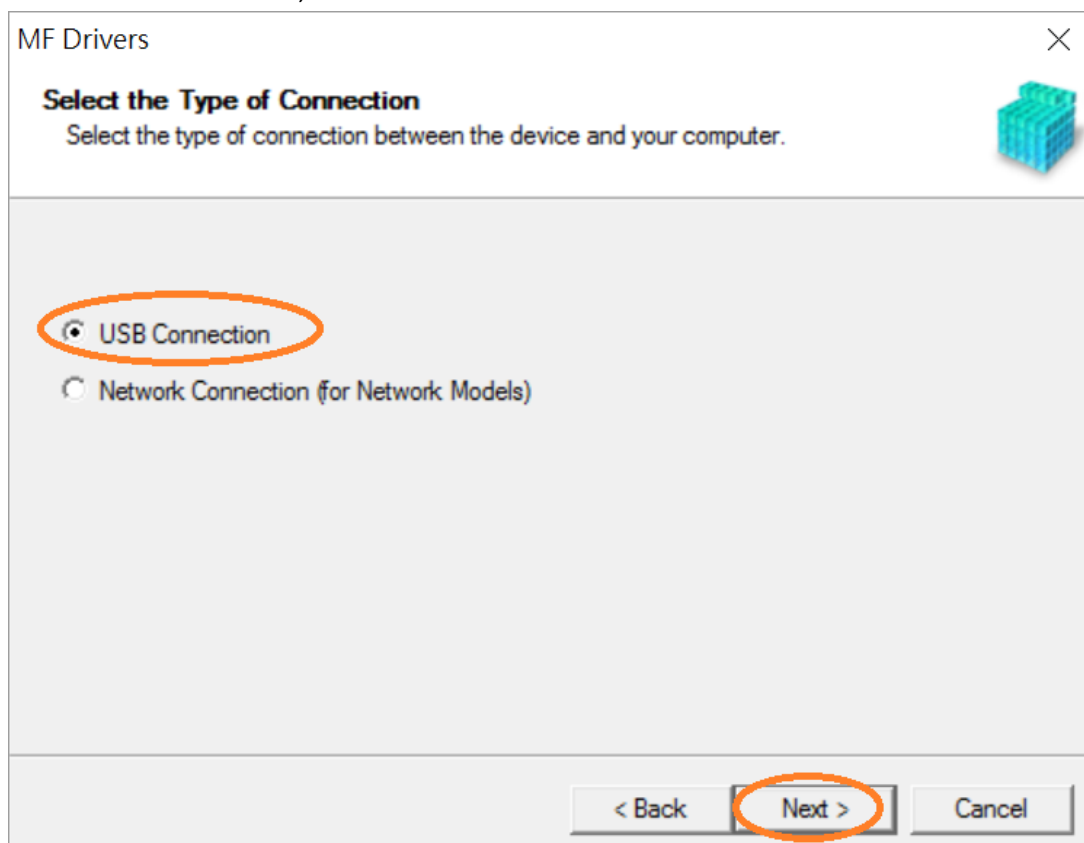 MF Drivers
Select the Type of Connection
Select the type of connection between the device and your computer.
USB Connection
Network Connection (for Network Models)
< Back Next > Cancel